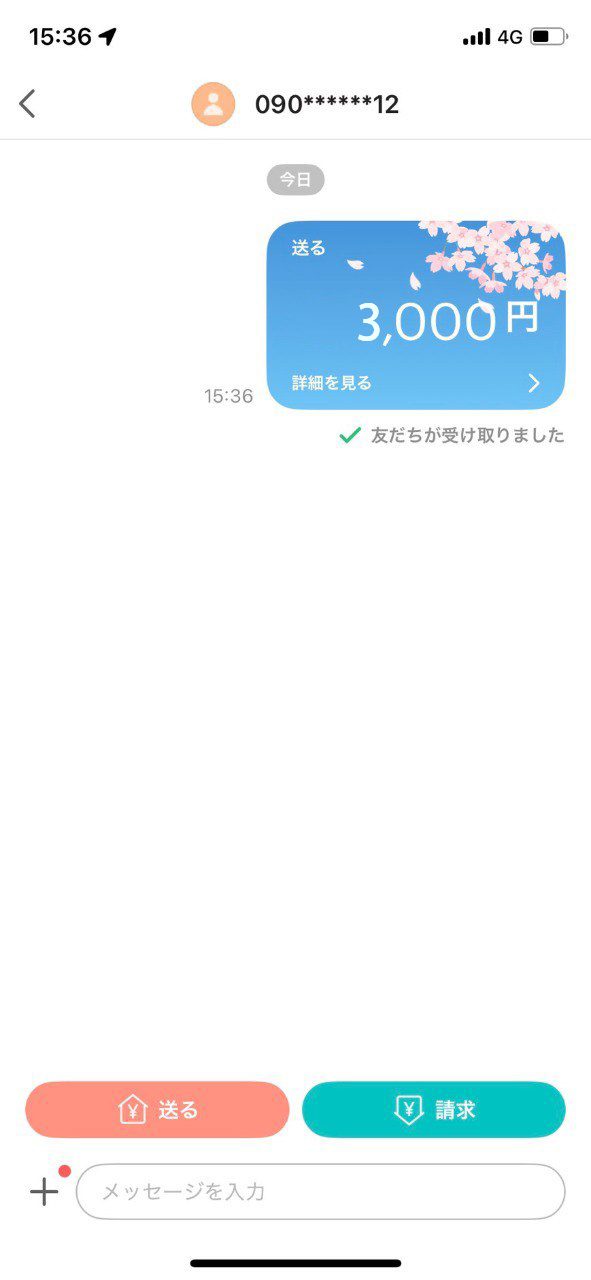 15:36
4G
090******12
今日
送る
3,000円
詳細を見る
15:36
友だちが受け取りました
¥ 送る
¥ 請求
メッセージを入力